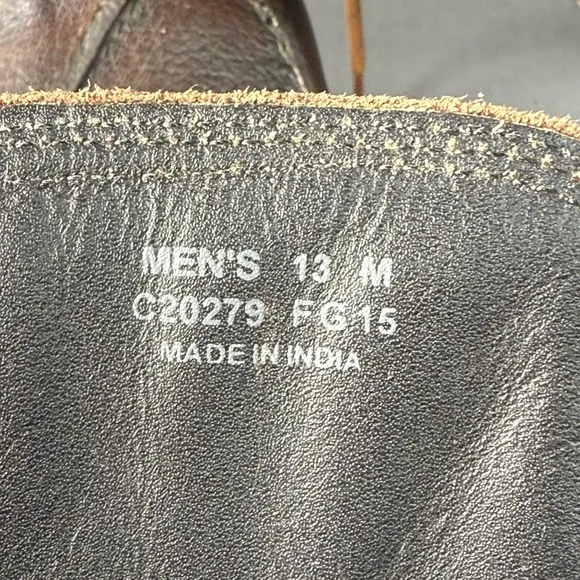 MEN'S 13 M
C20279 FG15
MADE IN INDIA